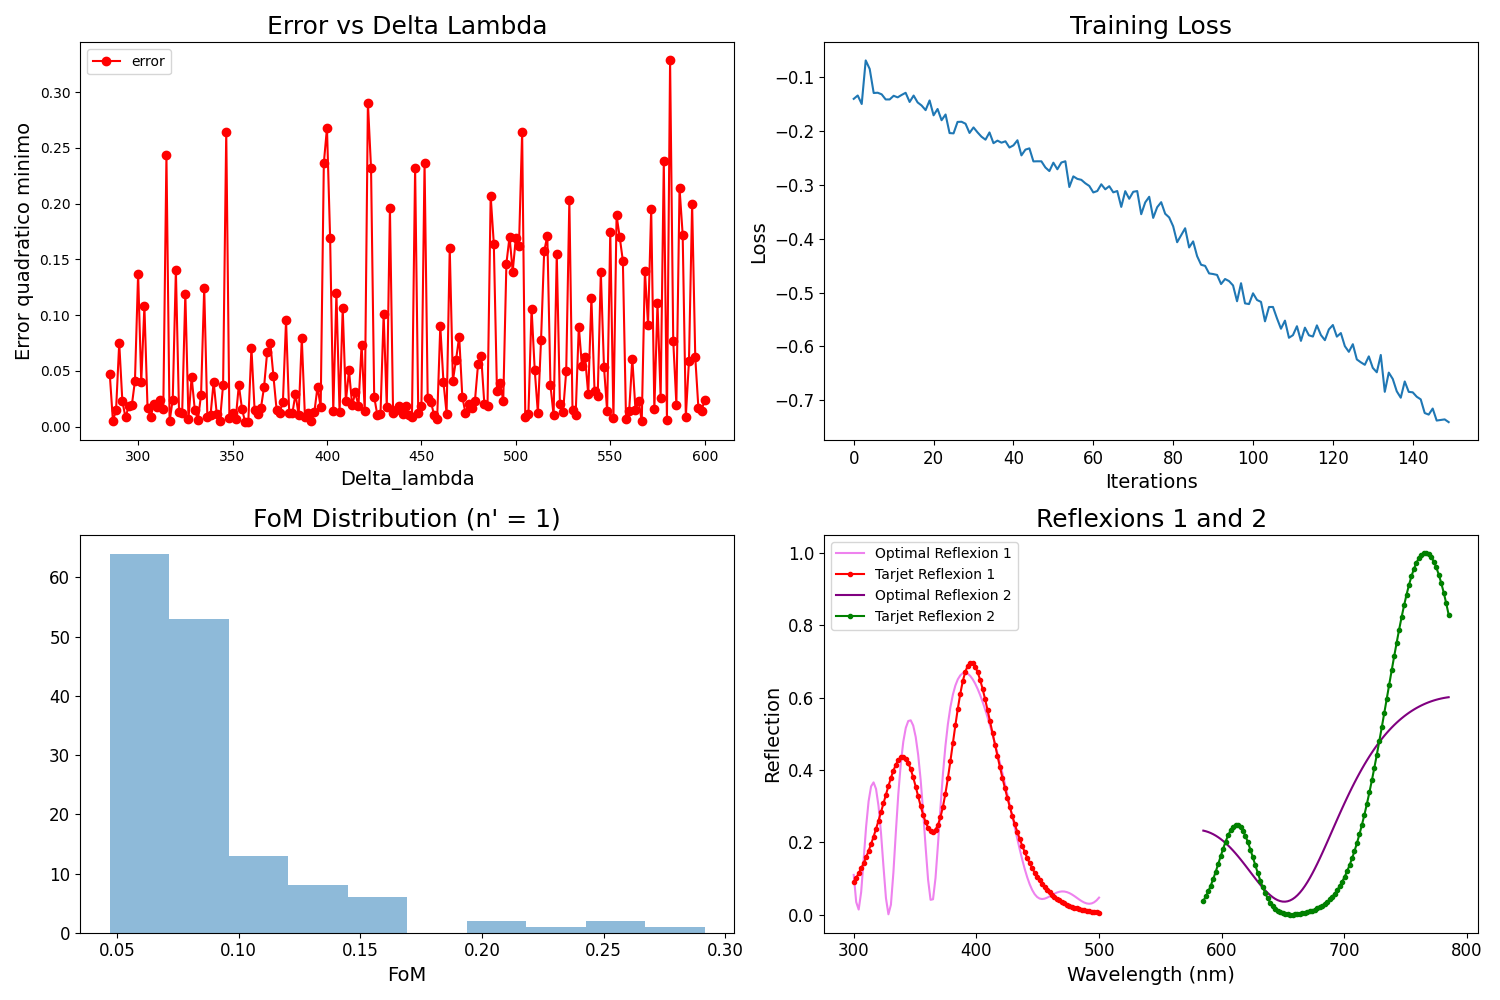 Error vs Delta Lambda
error
Error quadratico minimo
0.30
0.25
0.20
0.15
0.10
0.05
0.00
300 350 400 450 500 550 600
Delta_lambda
Training Loss
Loss
−0.1
−0.2
−0.3
−0.4
−0.5
−0.6
−0.7
0 20 40 60 80 100 120 140
Iterations
FoM Distribution (n' = 1)
60
50
40
30
20
10
0
0.05 0.10 0.15 0.20 0.25 0.30
FoM
Reflexions 1 and 2
Optimal Reflexion 1
Tarjet Reflexion 1
Optimal Reflexion 2
Tarjet Reflexion 2
Reflection
1.0
0.8
0.6
0.4
0.2
0.0
300 400 500 600 700 800
Wavelength (nm)